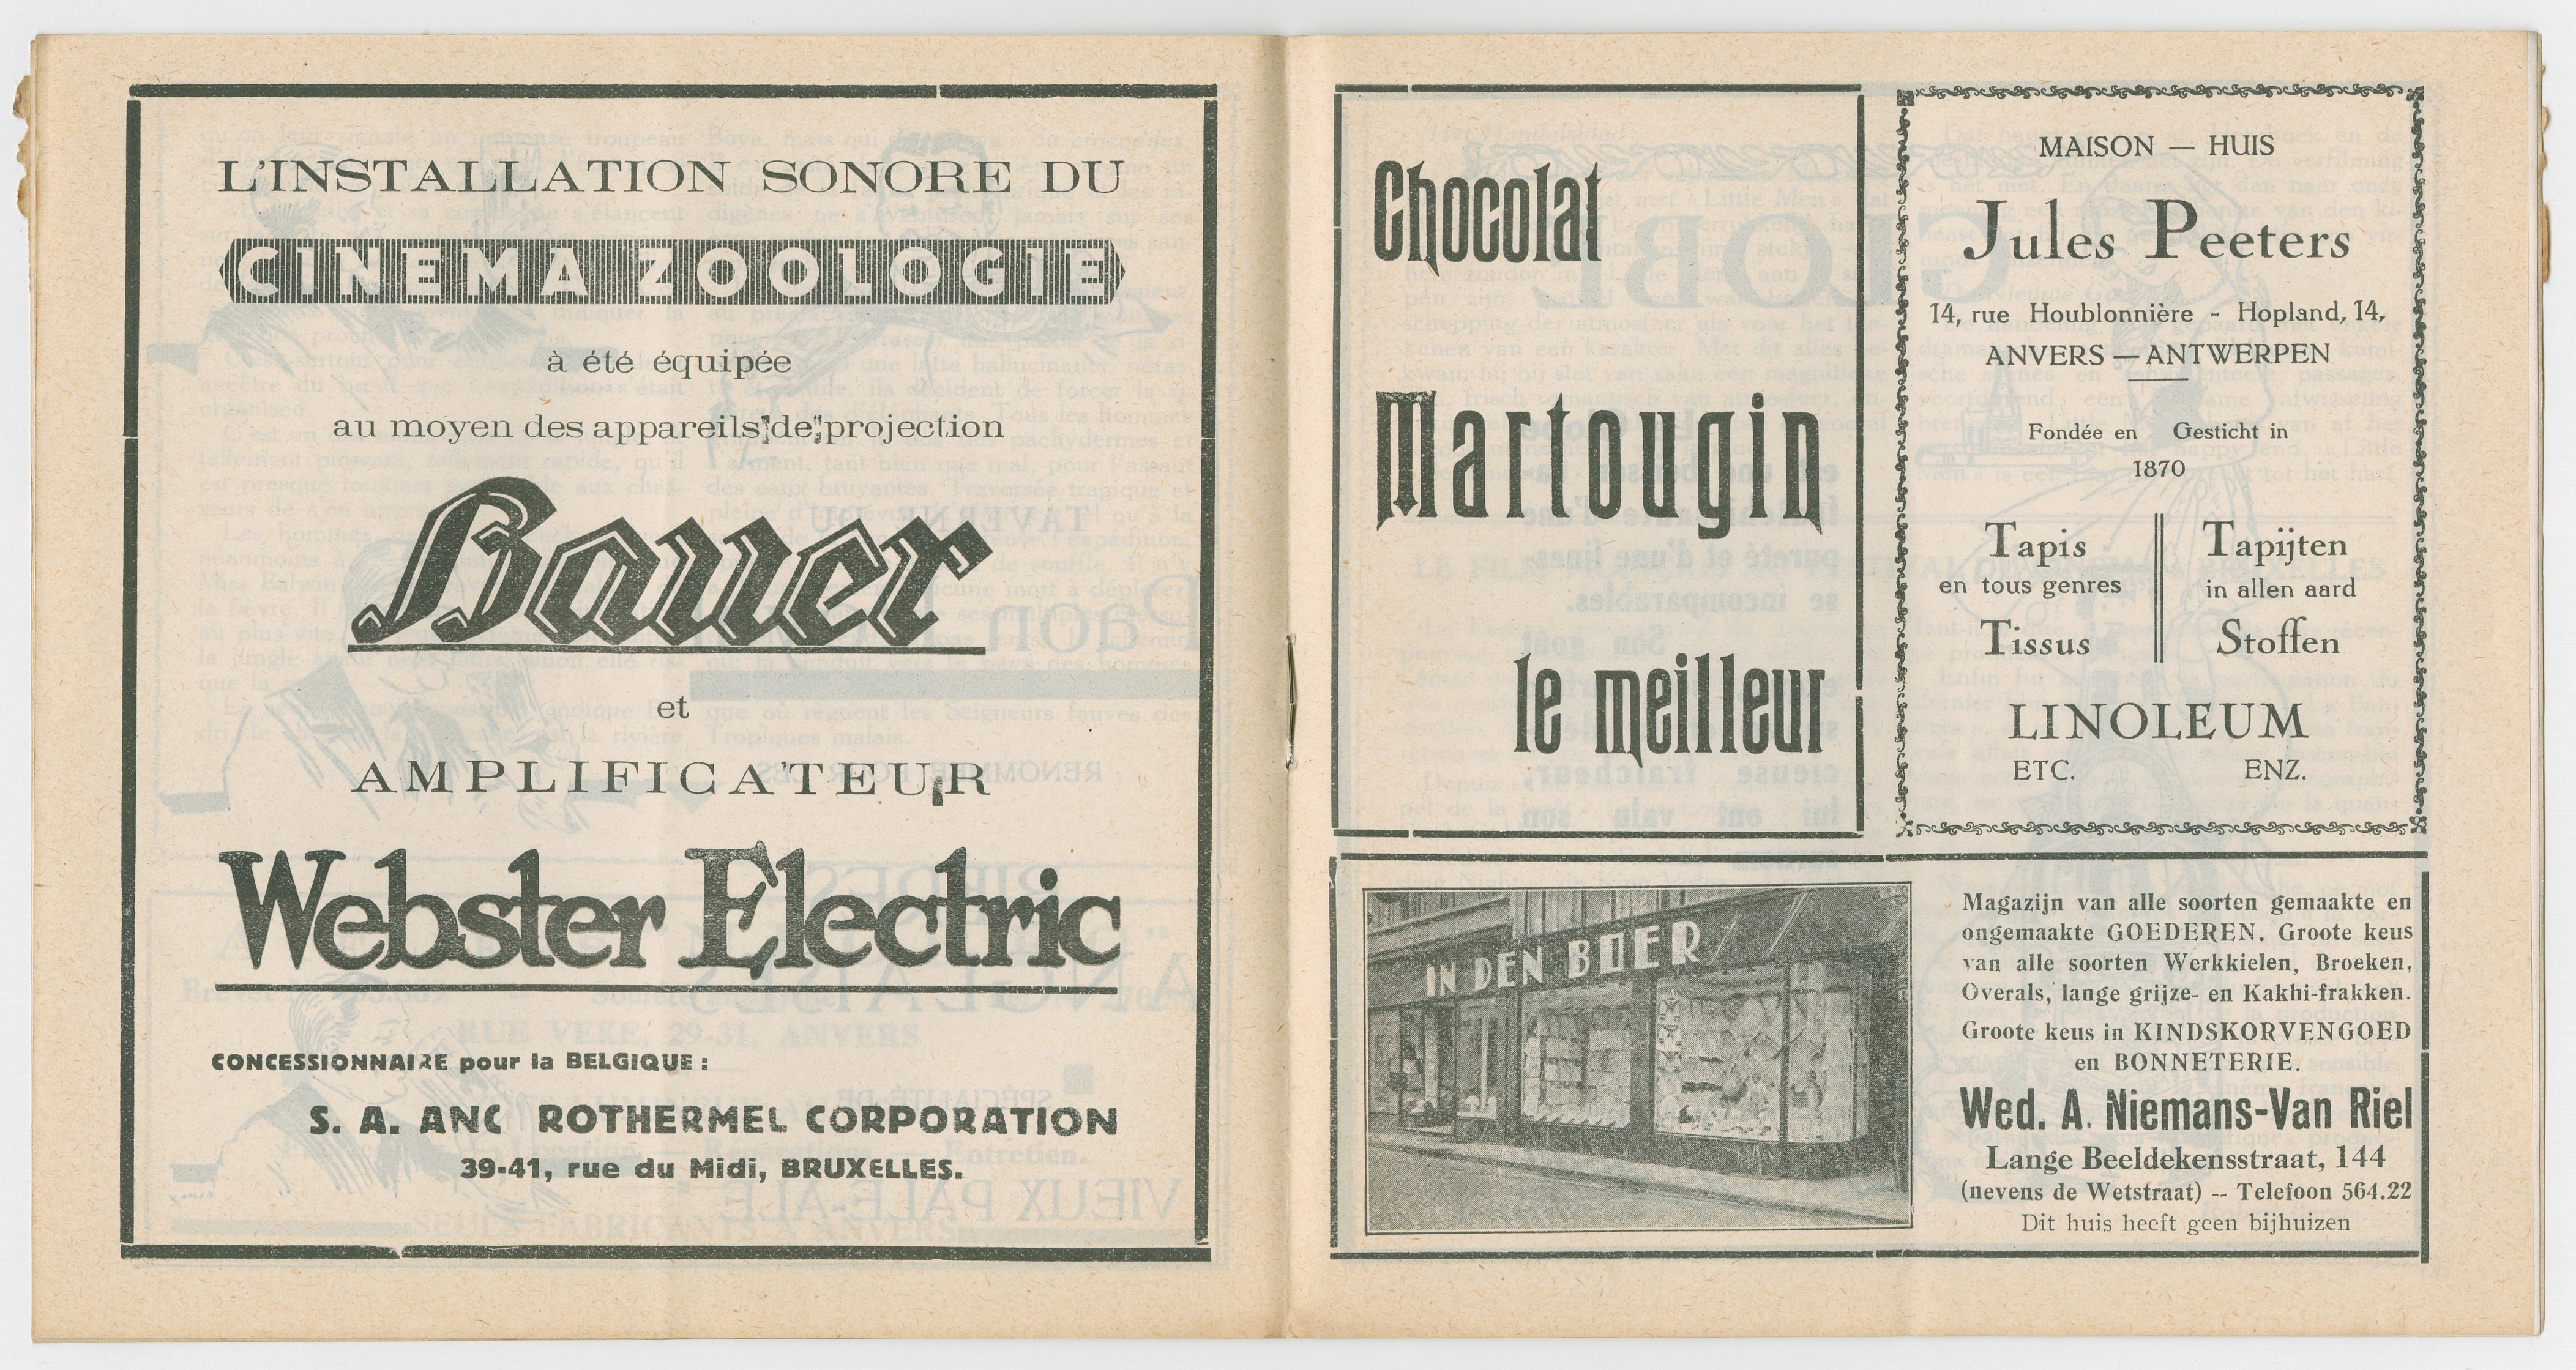 L'INSTALLATION SONORE DU
CINEMA ZOOLOGIE
à été équipée
au moyen des appareils de projection
Bauer
et
AMPLIFICATEUR
Webster Electric
CONCESSIONNAIRE pour la BELGIQUE :
S. A. ANC ROTHERMEL CORPORATION
39-41, rue du Midi, BRUXELLES.
Chocolat
Martougin
le meilleur
MAISON — HUIS
Jules Peeters
14, rue Houblonnière - Hopland, 14,
ANVERS — ANTWERPEN
Fondée en Gesticht in
1870
Tapis
en tous genres
Tissus
Tapijten
in allen aard
Stoffen
LINOLEUM
ETC. ENZ.
IN DEN BOER
Magazijn van alle soorten gemaakte en
ongemaakte GOEDEREN. Groote keus
van alle soorten Werkkielen, Broeken,
Overals, lange grijze- en Kakhi-frakken.
Groote keus in KINDSKORVENGOED
en BONNETERIE.
Wed. A. Niemans-Van Riel
Lange Beeldekensstraat, 144
(nevens de Wetstraat) -- Telefoon 564.22
Dit huis heeft geen bijhuizen